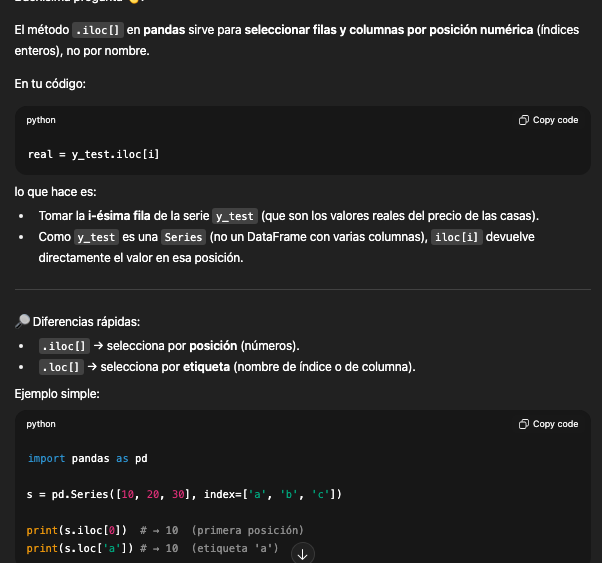 El método .iloc[] en pandas sirve para seleccionar filas y columnas por posición numérica (índices
enteros), no por nombre.
En tu código:
python
Copy code
real = y_test.iloc[i]
lo que hace es:
• Tomar la i-ésima fila de la serie y_test (que son los valores reales del precio de las casas).
• Como y_test es una Series (no un DataFrame con varias columnas), iloc[i] devuelve
directamente el valor en esa posición.
🔎 Diferencias rápidas:
• .iloc[] → selecciona por posición (números).
• .loc[] → selecciona por etiqueta (nombre de índice o de columna).
Ejemplo simple:
python
Copy code
import pandas as pd
s = pd.Series([10, 20, 30], index=['a', 'b', 'c'])
print(s.iloc[0])  # → 10  (primera posición)
print(s.loc['a']) # → 10  (etiqueta 'a')